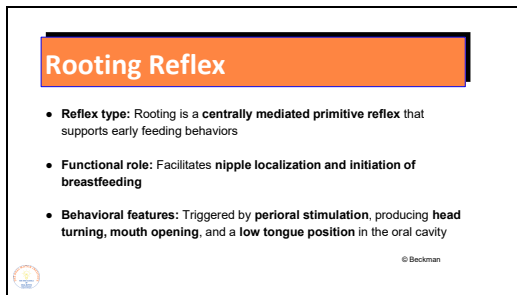 Rooting Reflex
● Reflex type: Rooting is a centrally mediated primitive reflex that
supports early feeding behaviors
● Functional role: Facilitates nipple localization and initiation of
breastfeeding
● Behavioral features: Triggered by perioral stimulation, producing head
turning, mouth opening, and a low tongue position in the oral cavity
© Beckman